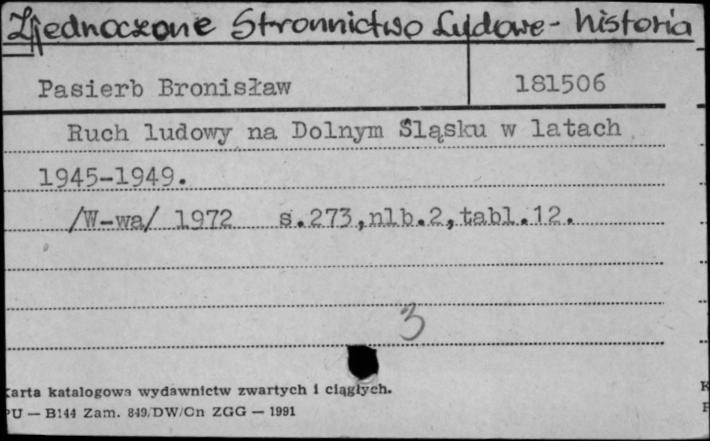 Zjednoczone Stronnictwo Ludowe - historia
Pasierb Bronisław 181506
Ruch ludowy na Dolnym Śląsku w latach
1945-1949.
/W-wa/ 1972 s.273,nlb.2,tabl.12.
3
Karta katalogowa wydawnictw zwartych i ciągłych.
PU — B144 Zam. 849/DW/Cn ZGG — 1991